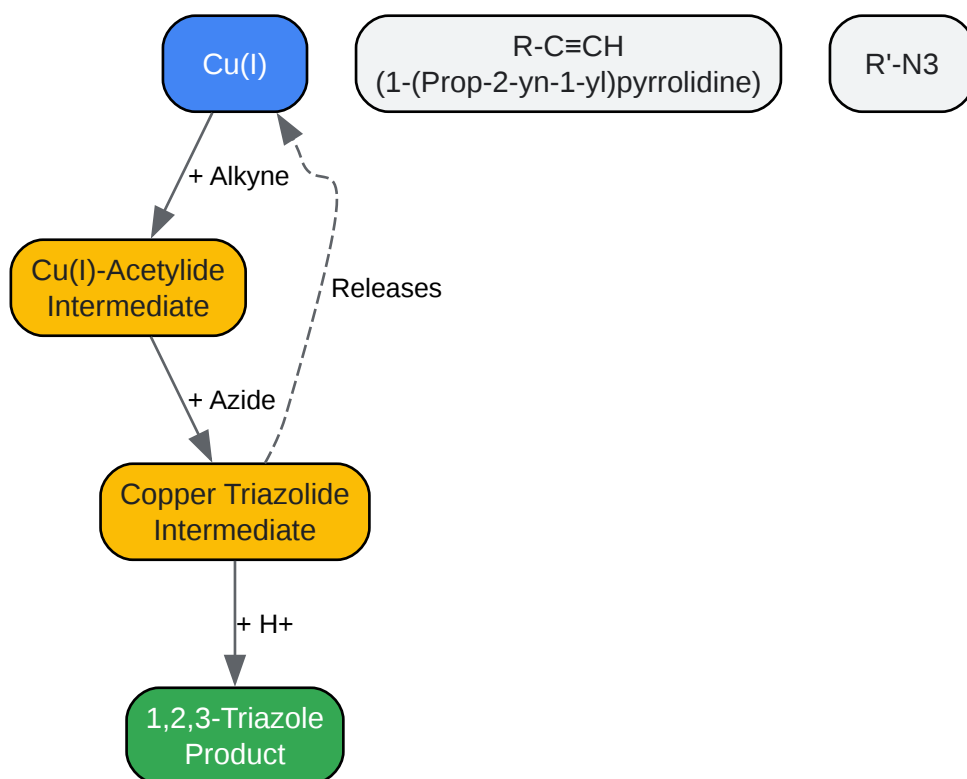 Cu(I)
R-C≡CH
(1-(Prop-2-yn-1-yl)pyrrolidine)
R'-N3
+ Alkyne
Cu(I)-Acetylide
Intermediate
Releases
+ Azide
Copper Triazolide
Intermediate
+ H+
1,2,3-Triazole
Product